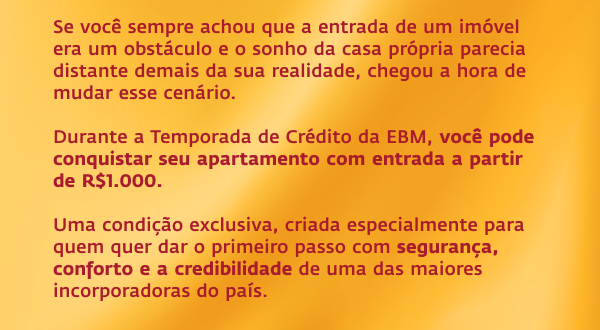 Se você sempre achou que a entrada de um imóvel
era um obstáculo e o sonho da casa própria parecia
distante demais da sua realidade, chegou a hora de
mudar esse cenário.
Durante a Temporada de Crédito da EBM, você pode
conquistar seu apartamento com entrada a partir
de R$1.000.
Uma condição exclusiva, criada especialmente para
quem quer dar o primeiro passo com segurança,
conforto e a credibilidade de uma das maiores
incorporadoras do país.